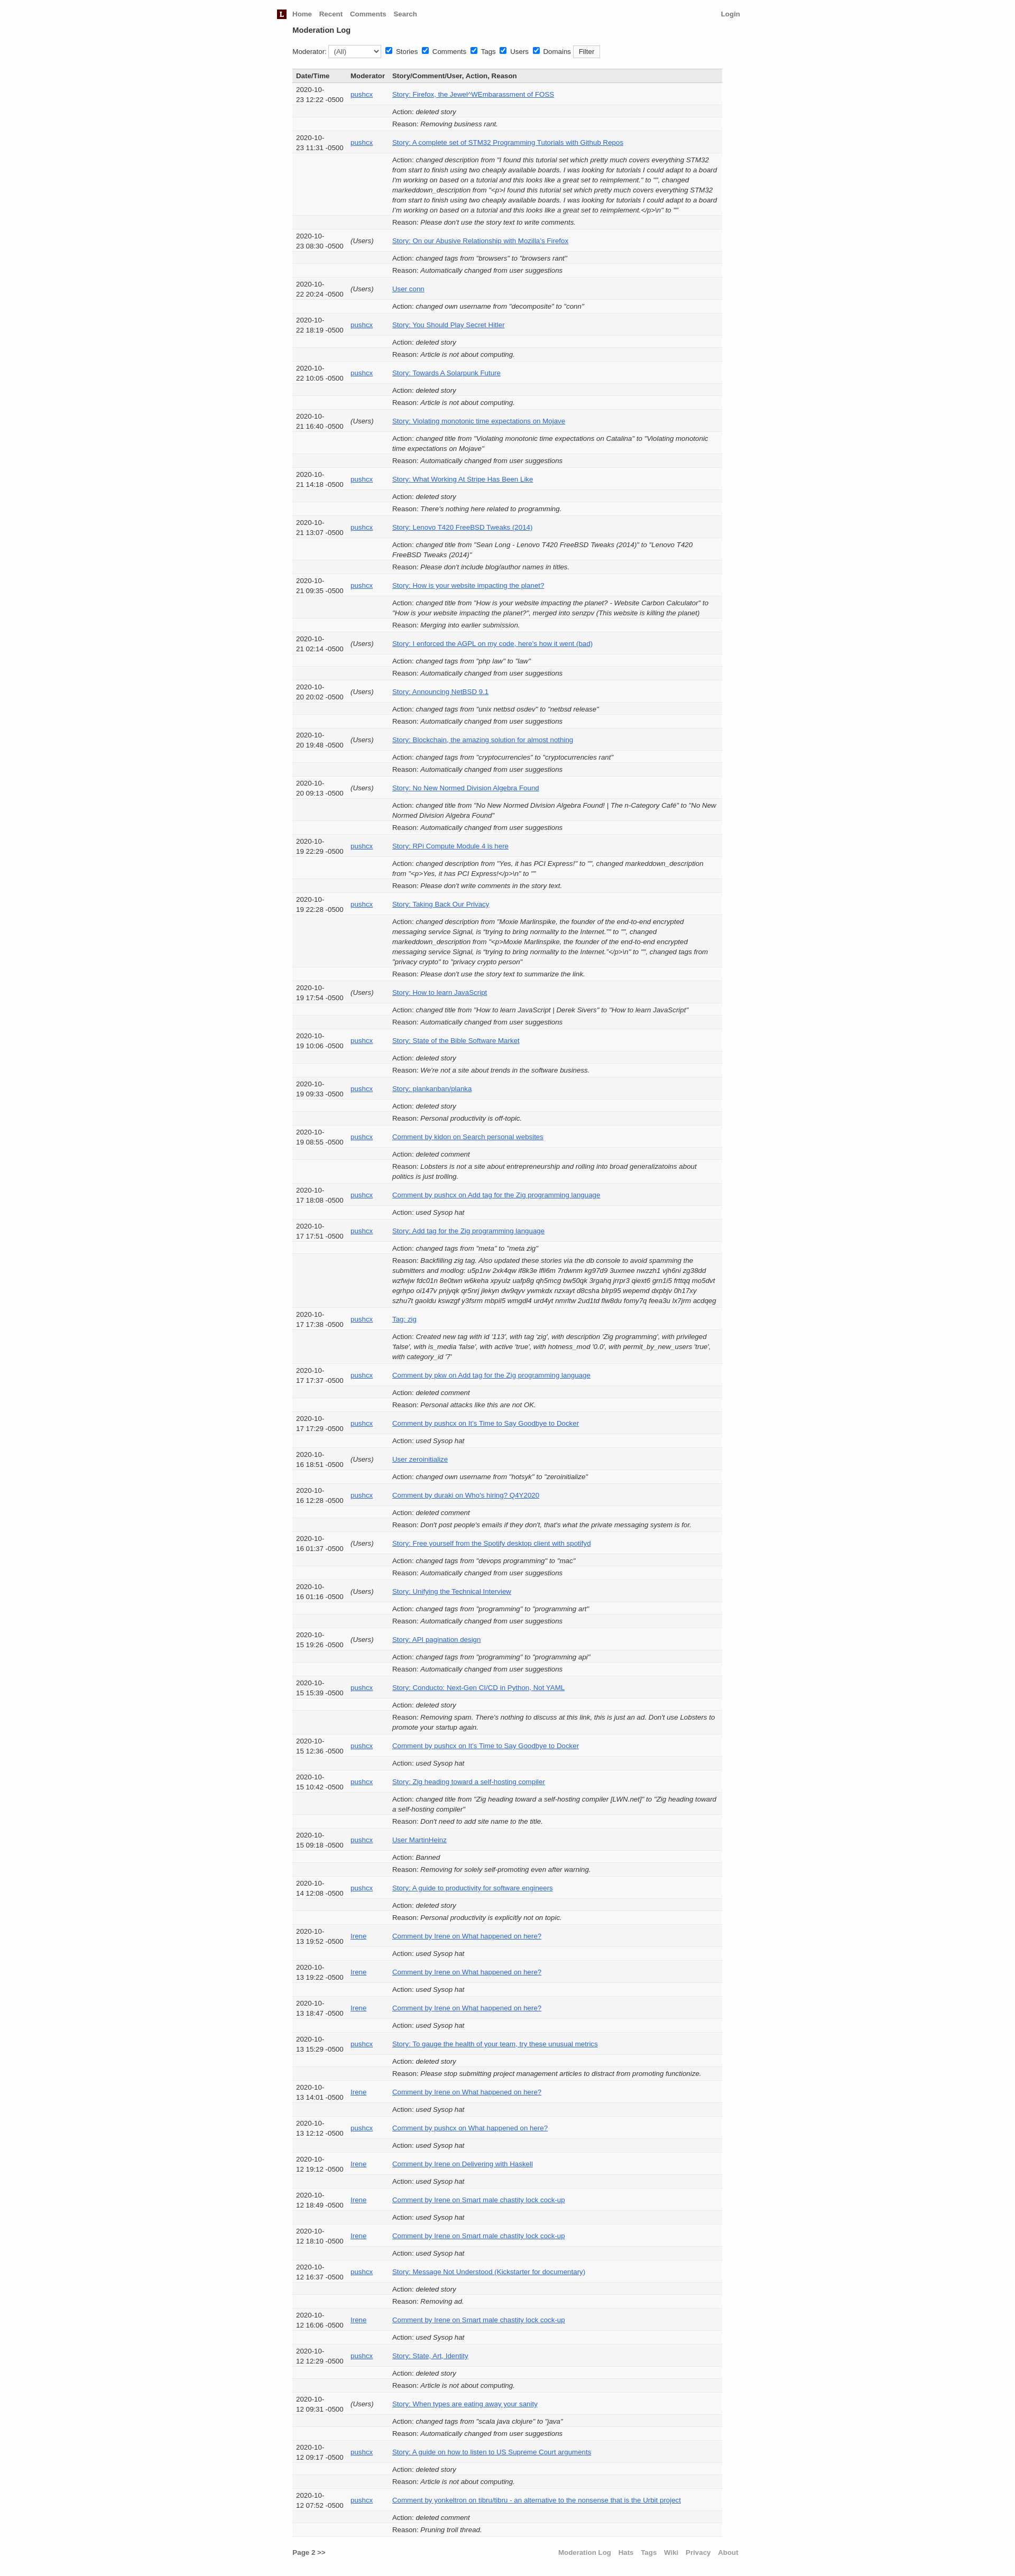 L Home Recent Comments Search Login
Moderation Log
Moderator: (All) Stories Comments Tags Users Domains Filter
Date/Time Moderator Story/Comment/User, Action, Reason
2020-10-
23 12:22 -0500 pushcx Story: Firefox, the Jewel^WEmbarassment of FOSS
Action: deleted story
Reason: Removing business rant.
2020-10-
23 11:31 -0500 pushcx Story: A complete set of STM32 Programming Tutorials with Github Repos
Action: changed description from "I found this tutorial set which pretty much covers everything STM32
from start to finish using two cheaply available boards. I was looking for tutorials I could adapt to a board
I'm working on based on a tutorial and this looks like a great set to reimplement." to "", changed
markeddown_description from "<p>I found this tutorial set which pretty much covers everything STM32
from start to finish using two cheaply available boards. I was looking for tutorials I could adapt to a board
I'm working on based on a tutorial and this looks like a great set to reimplement.</p>\n" to ""
Reason: Please don't use the story text to write comments.
2020-10-
23 08:30 -0500 (Users) Story: On our Abusive Relationship with Mozilla's Firefox
Action: changed tags from "browsers" to "browsers rant"
Reason: Automatically changed from user suggestions
2020-10-
22 20:24 -0500 (Users) User conn
Action: changed own username from "decomposite" to "conn"
2020-10-
22 18:19 -0500 pushcx Story: You Should Play Secret Hitler
Action: deleted story
Reason: Article is not about computing.
2020-10-
22 10:05 -0500 pushcx Story: Towards A Solarpunk Future
Action: deleted story
Reason: Article is not about computing.
2020-10-
21 16:40 -0500 (Users) Story: Violating monotonic time expectations on Mojave
Action: changed title from "Violating monotonic time expectations on Catalina" to "Violating monotonic
time expectations on Mojave"
Reason: Automatically changed from user suggestions
2020-10-
21 14:18 -0500 pushcx Story: What Working At Stripe Has Been Like
Action: deleted story
Reason: There's nothing here related to programming.
2020-10-
21 13:07 -0500 pushcx Story: Lenovo T420 FreeBSD Tweaks (2014)
Action: changed title from "Sean Long - Lenovo T420 FreeBSD Tweaks (2014)" to "Lenovo T420
FreeBSD Tweaks (2014)"
Reason: Please don't include blog/author names in titles.
2020-10-
21 09:35 -0500 pushcx Story: How is your website impacting the planet?
Action: changed title from "How is your website impacting the planet? - Website Carbon Calculator" to
"How is your website impacting the planet?", merged into senzpv (This website is killing the planet)
Reason: Merging into earlier submission.
2020-10-
21 02:14 -0500 (Users) Story: I enforced the AGPL on my code, here's how it went (bad)
Action: changed tags from "php law" to "law"
Reason: Automatically changed from user suggestions
2020-10-
20 20:02 -0500 (Users) Story: Announcing NetBSD 9.1
Action: changed tags from "unix netbsd osdev" to "netbsd release"
Reason: Automatically changed from user suggestions
2020-10-
20 19:48 -0500 (Users) Story: Blockchain, the amazing solution for almost nothing
Action: changed tags from "cryptocurrencies" to "cryptocurrencies rant"
Reason: Automatically changed from user suggestions
2020-10-
20 09:13 -0500 (Users) Story: No New Normed Division Algebra Found
Action: changed title from "No New Normed Division Algebra Found! | The n-Category Café" to "No New
Normed Division Algebra Found"
Reason: Automatically changed from user suggestions
2020-10-
19 22:29 -0500 pushcx Story: RPi Compute Module 4 is here
Action: changed description from "Yes, it has PCI Express!" to "", changed markeddown_description
from "<p>Yes, it has PCI Express!</p>\n" to ""
Reason: Please don't write comments in the story text.
2020-10-
19 22:28 -0500 pushcx Story: Taking Back Our Privacy
Action: changed description from "Moxie Marlinspike, the founder of the end-to-end encrypted
messaging service Signal, is “trying to bring normality to the Internet.”" to "", changed
markeddown_description from "<p>Moxie Marlinspike, the founder of the end-to-end encrypted
messaging service Signal, is “trying to bring normality to the Internet.”</p>\n" to "", changed tags from
"privacy crypto" to "privacy crypto person"
Reason: Please don't use the story text to summarize the link.
2020-10-
19 17:54 -0500 (Users) Story: How to learn JavaScript
Action: changed title from "How to learn JavaScript | Derek Sivers" to "How to learn JavaScript"
Reason: Automatically changed from user suggestions
2020-10-
19 10:06 -0500 pushcx Story: State of the Bible Software Market
Action: deleted story
Reason: We're not a site about trends in the software business.
2020-10-
19 09:33 -0500 pushcx Story: plankanban/planka
Action: deleted story
Reason: Personal productivity is off-topic.
2020-10-
19 08:55 -0500 pushcx Comment by kidon on Search personal websites
Action: deleted comment
Reason: Lobsters is not a site about entrepreneurship and rolling into broad generalizatoins about
politics is just trolling.
2020-10-
17 18:08 -0500 pushcx Comment by pushcx on Add tag for the Zig programming language
Action: used Sysop hat
2020-10-
17 17:51 -0500 pushcx Story: Add tag for the Zig programming language
Action: changed tags from "meta" to "meta zig"
Reason: Backfilling zig tag. Also updated these stories via the db console to avoid spamming the
submitters and modlog: u5p1rw 2xk4qw if8k3e lfli6m 7rdwnm kg97d9 3uxmee nwzzh1 vjh6ni zg38dd
wzfwjw fdc01n 8e0twn w6keha xpyulz uafp8g qh5mcg bw50qk 3rgahq jrrpr3 qiext6 grn1i5 frttqq mo5dvt
egrhpo oi147v pnjyqk qr5nrj jlekyn dw9qyv ywmkdx nzxayt d8csha blrp95 wepemd dxpbjv 0h17xy
szhu7t gaoldu kswzgf y3fsrm mbpil5 wmgdl4 urd4yt nmrltw 2ud1td flw8du fomy7q feea3u lx7jrm acdqeg
2020-10-
17 17:38 -0500 pushcx Tag: zig
Action: Created new tag with id '113', with tag 'zig', with description 'Zig programming', with privileged
'false', with is_media 'false', with active 'true', with hotness_mod '0.0', with permit_by_new_users 'true',
with category_id '7'
2020-10-
17 17:37 -0500 pushcx Comment by pkw on Add tag for the Zig programming language
Action: deleted comment
Reason: Personal attacks like this are not OK.
2020-10-
17 17:29 -0500 pushcx Comment by pushcx on It's Time to Say Goodbye to Docker
Action: used Sysop hat
2020-10-
16 18:51 -0500 (Users) User zeroinitialize
Action: changed own username from "hotsyk" to "zeroinitialize"
2020-10-
16 12:28 -0500 pushcx Comment by duraki on Who's hiring? Q4Y2020
Action: deleted comment
Reason: Don't post people's emails if they don't, that's what the private messaging system is for.
2020-10-
16 01:37 -0500 (Users) Story: Free yourself from the Spotify desktop client with spotifyd
Action: changed tags from "devops programming" to "mac"
Reason: Automatically changed from user suggestions
2020-10-
16 01:16 -0500 (Users) Story: Unifying the Technical Interview
Action: changed tags from "programming" to "programming art"
Reason: Automatically changed from user suggestions
2020-10-
15 19:26 -0500 (Users) Story: API pagination design
Action: changed tags from "programming" to "programming api"
Reason: Automatically changed from user suggestions
2020-10-
15 15:39 -0500 pushcx Story: Conducto: Next-Gen CI/CD in Python, Not YAML
Action: deleted story
Reason: Removing spam. There's nothing to discuss at this link, this is just an ad. Don't use Lobsters to
promote your startup again.
2020-10-
15 12:36 -0500 pushcx Comment by pushcx on It's Time to Say Goodbye to Docker
Action: used Sysop hat
2020-10-
15 10:42 -0500 pushcx Story: Zig heading toward a self-hosting compiler
Action: changed title from "Zig heading toward a self-hosting compiler [LWN.net]" to "Zig heading toward
a self-hosting compiler"
Reason: Don't need to add site name to the title.
2020-10-
15 09:18 -0500 pushcx User MartinHeinz
Action: Banned
Reason: Removing for solely self-promoting even after warning.
2020-10-
14 12:08 -0500 pushcx Story: A guide to productivity for software engineers
Action: deleted story
Reason: Personal productivity is explicitly not on topic.
2020-10-
13 19:52 -0500 Irene Comment by Irene on What happened on here?
Action: used Sysop hat
2020-10-
13 19:22 -0500 Irene Comment by Irene on What happened on here?
Action: used Sysop hat
2020-10-
13 18:47 -0500 Irene Comment by Irene on What happened on here?
Action: used Sysop hat
2020-10-
13 15:29 -0500 pushcx Story: To gauge the health of your team, try these unusual metrics
Action: deleted story
Reason: Please stop submitting project management articles to distract from promoting functionize.
2020-10-
13 14:01 -0500 Irene Comment by Irene on What happened on here?
Action: used Sysop hat
2020-10-
13 12:12 -0500 pushcx Comment by pushcx on What happened on here?
Action: used Sysop hat
2020-10-
12 19:12 -0500 Irene Comment by Irene on Delivering with Haskell
Action: used Sysop hat
2020-10-
12 18:49 -0500 Irene Comment by Irene on Smart male chastity lock cock-up
Action: used Sysop hat
2020-10-
12 18:10 -0500 Irene Comment by Irene on Smart male chastity lock cock-up
Action: used Sysop hat
2020-10-
12 16:37 -0500 pushcx Story: Message Not Understood (Kickstarter for documentary)
Action: deleted story
Reason: Removing ad.
2020-10-
12 16:06 -0500 Irene Comment by Irene on Smart male chastity lock cock-up
Action: used Sysop hat
2020-10-
12 12:29 -0500 pushcx Story: State, Art, Identity
Action: deleted story
Reason: Article is not about computing.
2020-10-
12 09:31 -0500 (Users) Story: When types are eating away your sanity
Action: changed tags from "scala java clojure" to "java"
Reason: Automatically changed from user suggestions
2020-10-
12 09:17 -0500 pushcx Story: A guide on how to listen to US Supreme Court arguments
Action: deleted story
Reason: Article is not about computing.
2020-10-
12 07:52 -0500 pushcx Comment by yonkeltron on tibru/tibru - an alternative to the nonsense that is the Urbit project
Action: deleted comment
Reason: Pruning troll thread.
Page 2 >> Moderation Log Hats Tags Wiki Privacy About